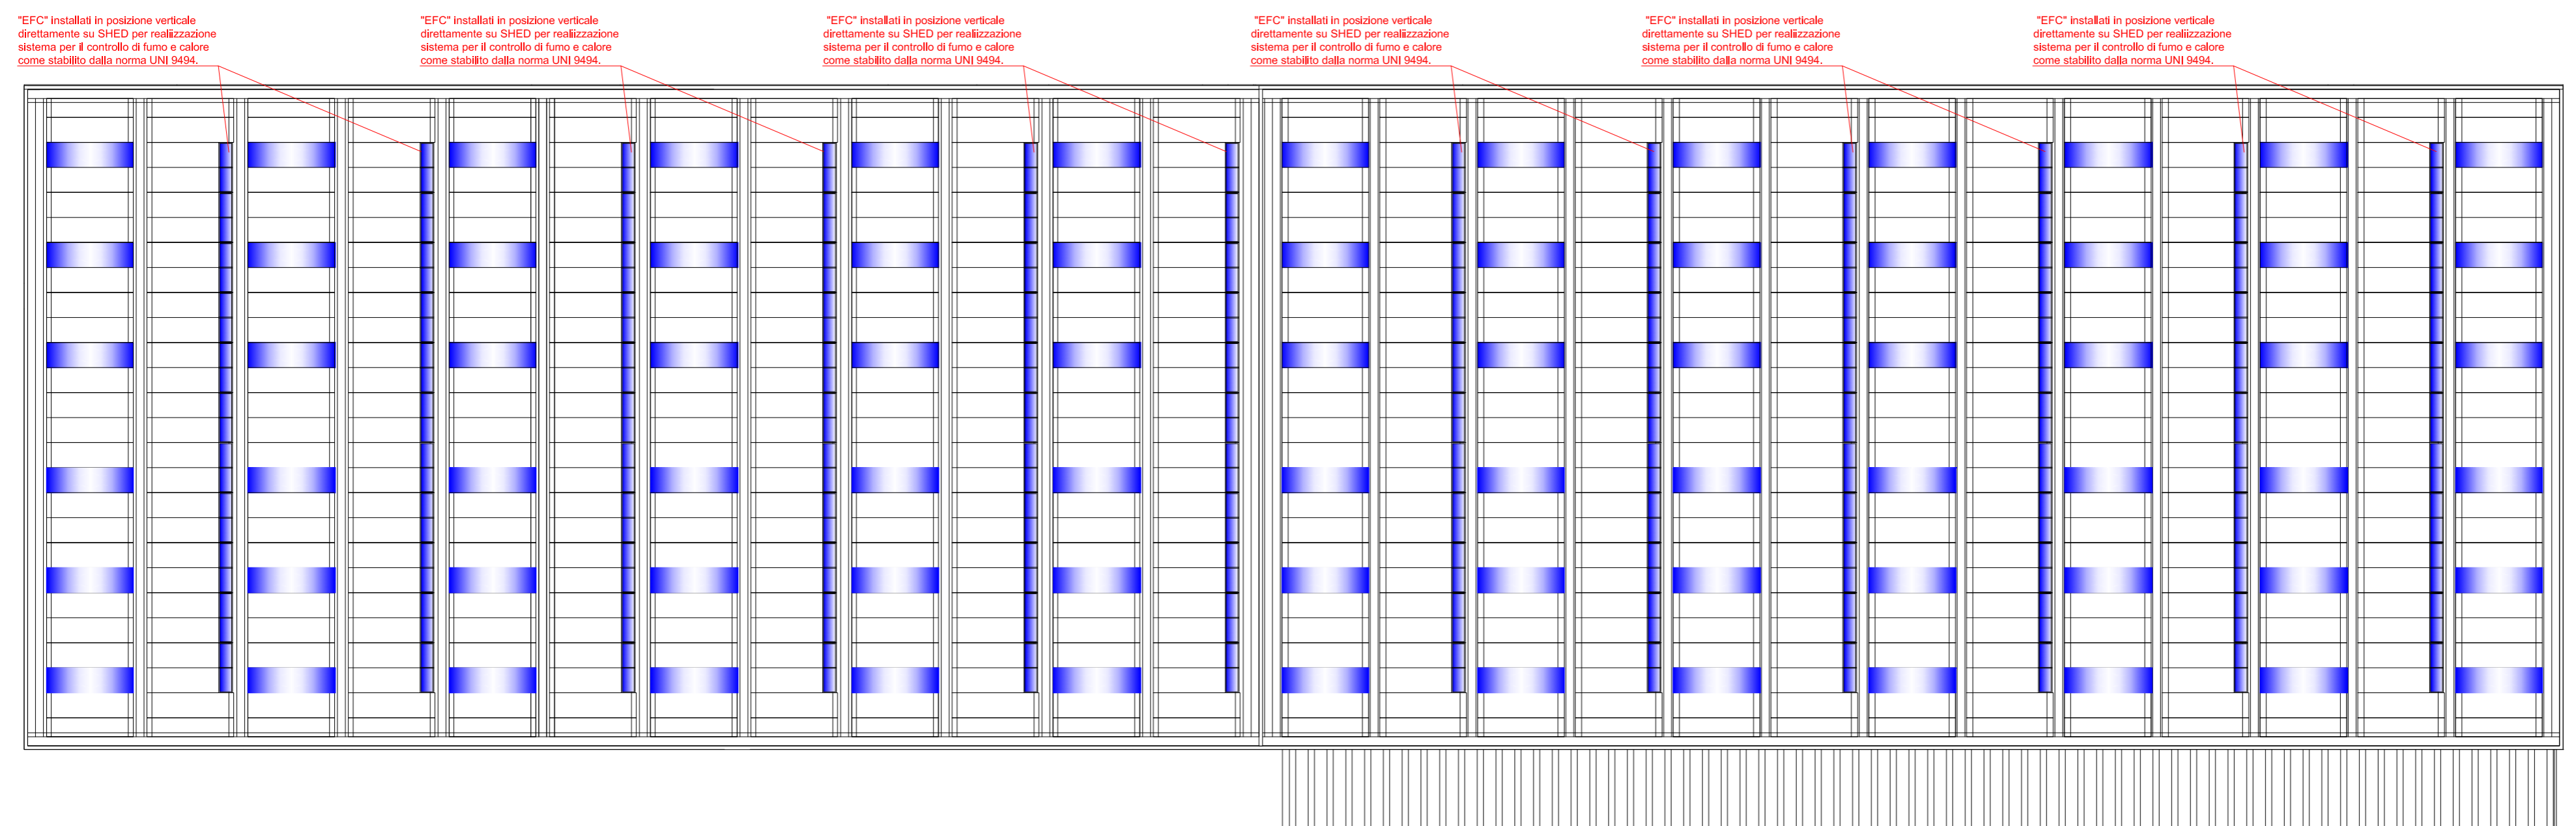 "EFC" installati in posizione verticale
direttamente su SHED per realiizzazione
sistema per il controllo di fumo e calore
come stabilito dalla norma UNI 9494.
"EFC" installati in posizione verticale
direttamente su SHED per realiizzazione
sistema per il controllo di fumo e calore
come stabilito dalla norma UNI 9494.
"EFC" installati in posizione verticale
direttamente su SHED per realiizzazione
sistema per il controllo di fumo e calore
come stabilito dalla norma UNI 9494.
"EFC" installati in posizione verticale
direttamente su SHED per realiizzazione
sistema per il controllo di fumo e calore
come stabilito dalla norma UNI 9494.
"EFC" installati in posizione verticale
direttamente su SHED per realiizzazione
sistema per il controllo di fumo e calore
come stabilito dalla norma UNI 9494.
"EFC" installati in posizione verticale
direttamente su SHED per realiizzazione
sistema per il controllo di fumo e calore
come stabilito dalla norma UNI 9494.